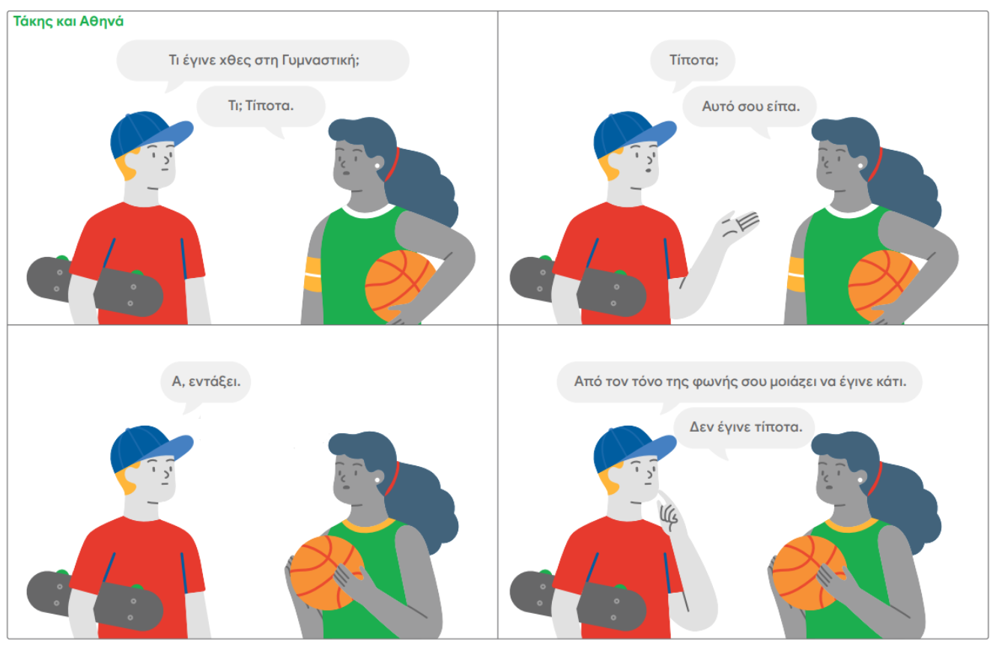 Τάκης και Αθηνά
Τι έγινε χθες στη Γυμναστική;
Τι; Τίποτα.
Τίποτα;
Αυτό σου είπα.
Α, εντάξει.
Από τον τόνο της φωνής σου μοιάζει να έγινε κάτι.
Δεν έγινε τίποτα.